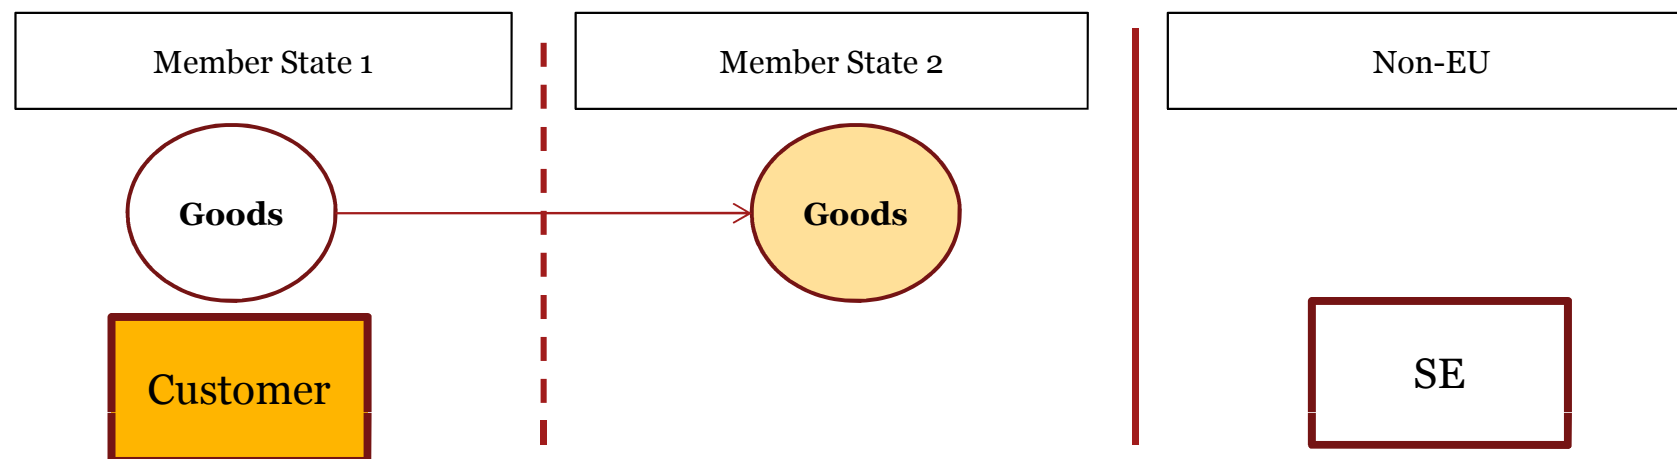 Member State 1
Member State 2
Non-EU
Goods
Goods
Customer
SE